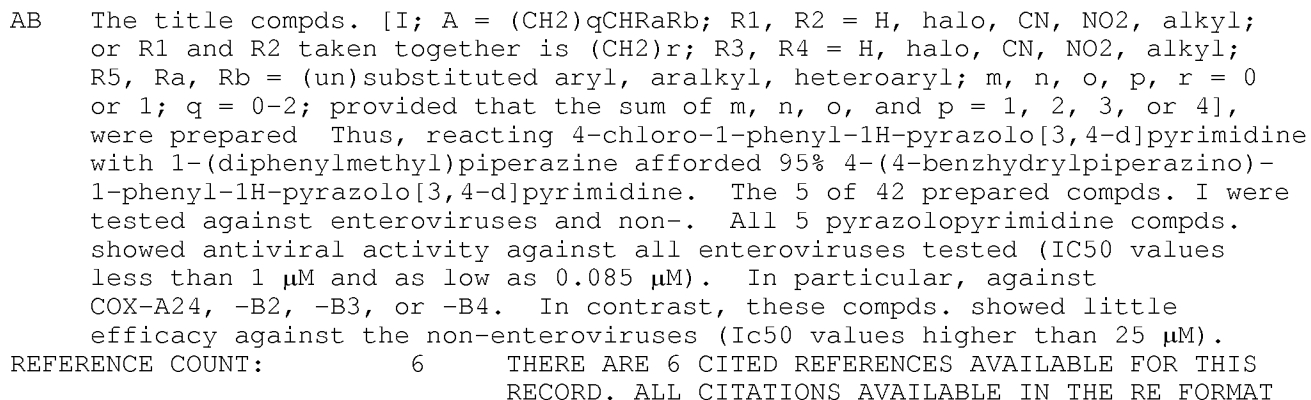 AB The title compds. [I; A = (CH2)qCHRaRb; R1, R2 = H, halo, CN, NO2, alkyl;
or R1 and R2 taken together is (CH2)r; R3, R4 = H, halo, CN, NO2, alkyl;
R5, Ra, Rb = (un)substituted aryl, aralkyl, heteroaryl; m, n, o, p, r = 0
or 1; q = 0-2; provided that the sum of m, n, o, and p = 1, 2, 3, or 4],
were prepared Thus, reacting 4-chloro-1-phenyl-1H-pyrazolo[3,4-d]pyrimidine
with 1-(diphenylmethyl)piperazine afforded 95% 4-(4-benzhydrylpiperazino)-
1-phenyl-1H-pyrazolo[3,4-d]pyrimidine. The 5 of 42 prepared compds. I were
tested against enteroviruses and non-. All 5 pyrazolopyrimidine compds.
showed antiviral activity against all enteroviruses tested (IC50 values
less than 1 μM and as low as 0.085 μM). In particular, against
COX-A24, -B2, -B3, or -B4. In contrast, these compds. showed little
efficacy against the non-enteroviruses (Ic50 values higher than 25 μM).
REFERENCE COUNT: 6 THERE ARE 6 CITED REFERENCES AVAILABLE FOR THIS
RECORD. ALL CITATIONS AVAILABLE IN THE RE FORMAT